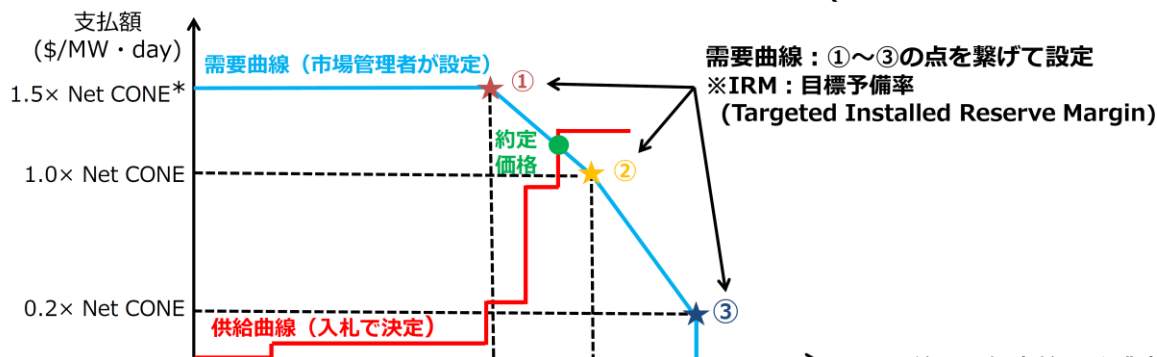 支払額
($/MW・day)
需要曲線（市場管理者が設定）
①
需要曲線：①～③の点を繋げて設定
※IRM：目標予備率
(Targeted Installed Reserve Margin)
1.5× Net CONE*
約定
価格
②
1.0× Net CONE
0.2× Net CONE
③
供給曲線（入札で決定）